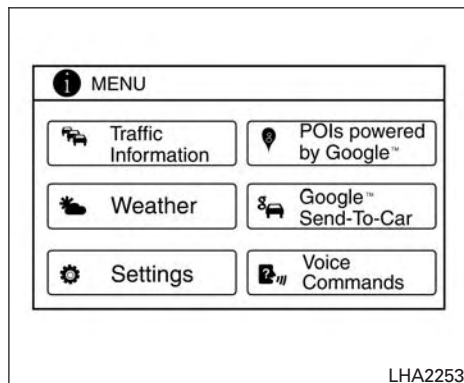 i MENU
Traffic
Information
POIs powered
by Google™
Weather
Google™
Send-To-Car
Settings
Voice
Commands
LHA2253